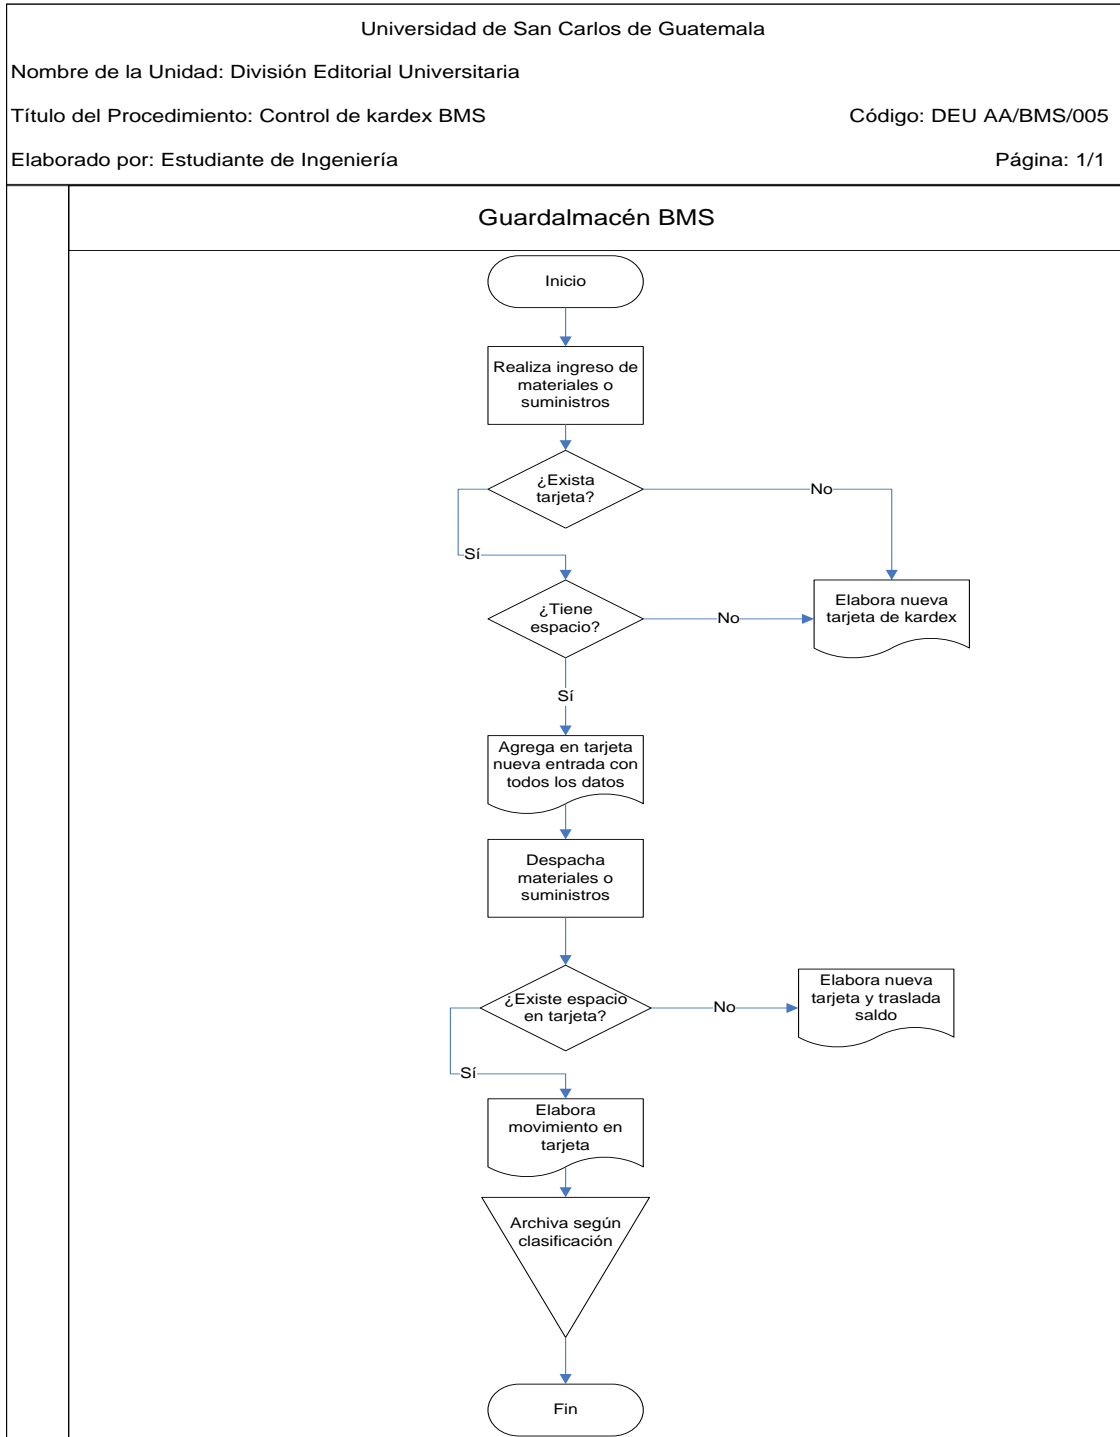 Universidad de San Carlos de Guatemala
Nombre de la Unidad: División Editorial Universitaria
Título del Procedimiento: Control de kardex BMS
Código: DEU AA/BMS/005
Elaborado por: Estudiante de Ingeniería
Página: 1/1
Guardalmacén BMS
Inicio
Realiza ingreso de
materiales o
suministros
¿Exista
tarjeta?
No
Sí
¿Tiene
espacio?
No
Elabora nueva
tarjeta de kardex
Sí
Agrega en tarjeta
nueva entrada con
todos los datos
Despacha
materiales o
suministros
¿Existe espacio
en tarjeta?
No
Elabora nueva
tarjeta y traslada
saldo
Sí
Elabora
movimiento en
tarjeta
Archiva según
clasificación
Fin